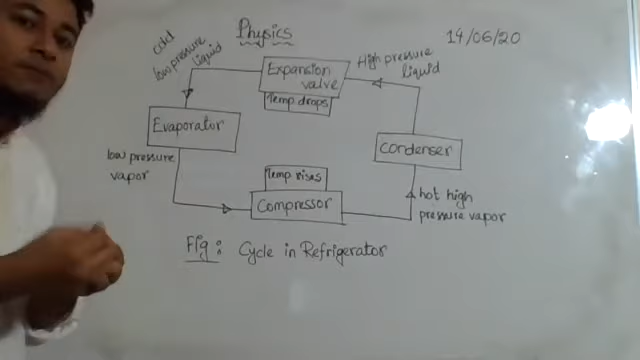 Physics
14/06/20
cold
low pressure
liquid
Expansion
valve
Temp drops
High pressure
liquid
Evaporator
Condenser
low pressure
vapor
Temp rises
Compressor
hot high
pressure vapor
Fig: Cycle in Refrigerator